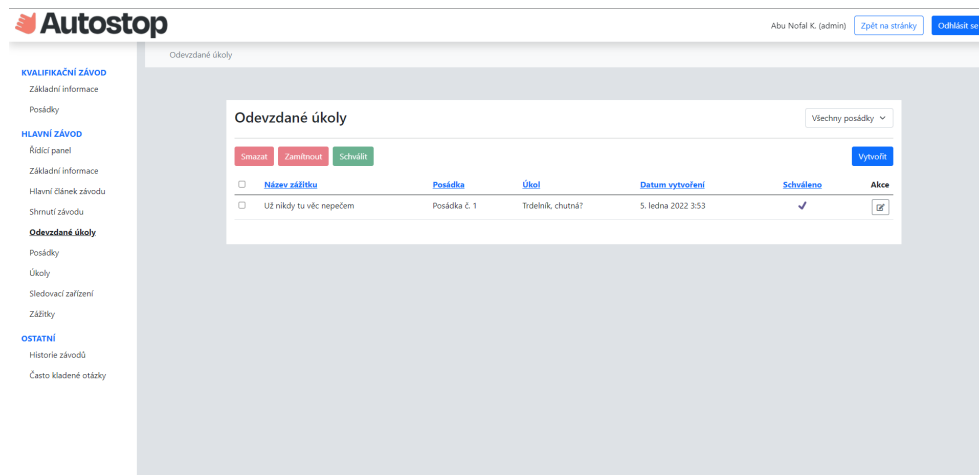 Autostop
Abu Nofal K. (admin) Zpět na stránky Odhlásit se
Odevzdané úkoly
KVALIFIKAČNÍ ZÁVOD
Základní informace
Posádky
HLAVNÍ ZÁVOD
Řídící panel
Základní informace
Hlavní článek závodu
Shrnutí závodu
Odevzdané úkoly
Posádky
Úkoly
Sledovací zařízení
Zážitky
OSTATNÍ
Historie závodů
Často kladené otázky
Odevzdané úkoly Všechny posádky
Smazat Zamítnout Schválit Vytvořit
Název zážitku Posádka Úkol Datum vytvoření Schváleno Akce
Už nikdy tu věc nepečem Posádka č. 1 Trdelník, chutná? 5. ledna 2022 3:53